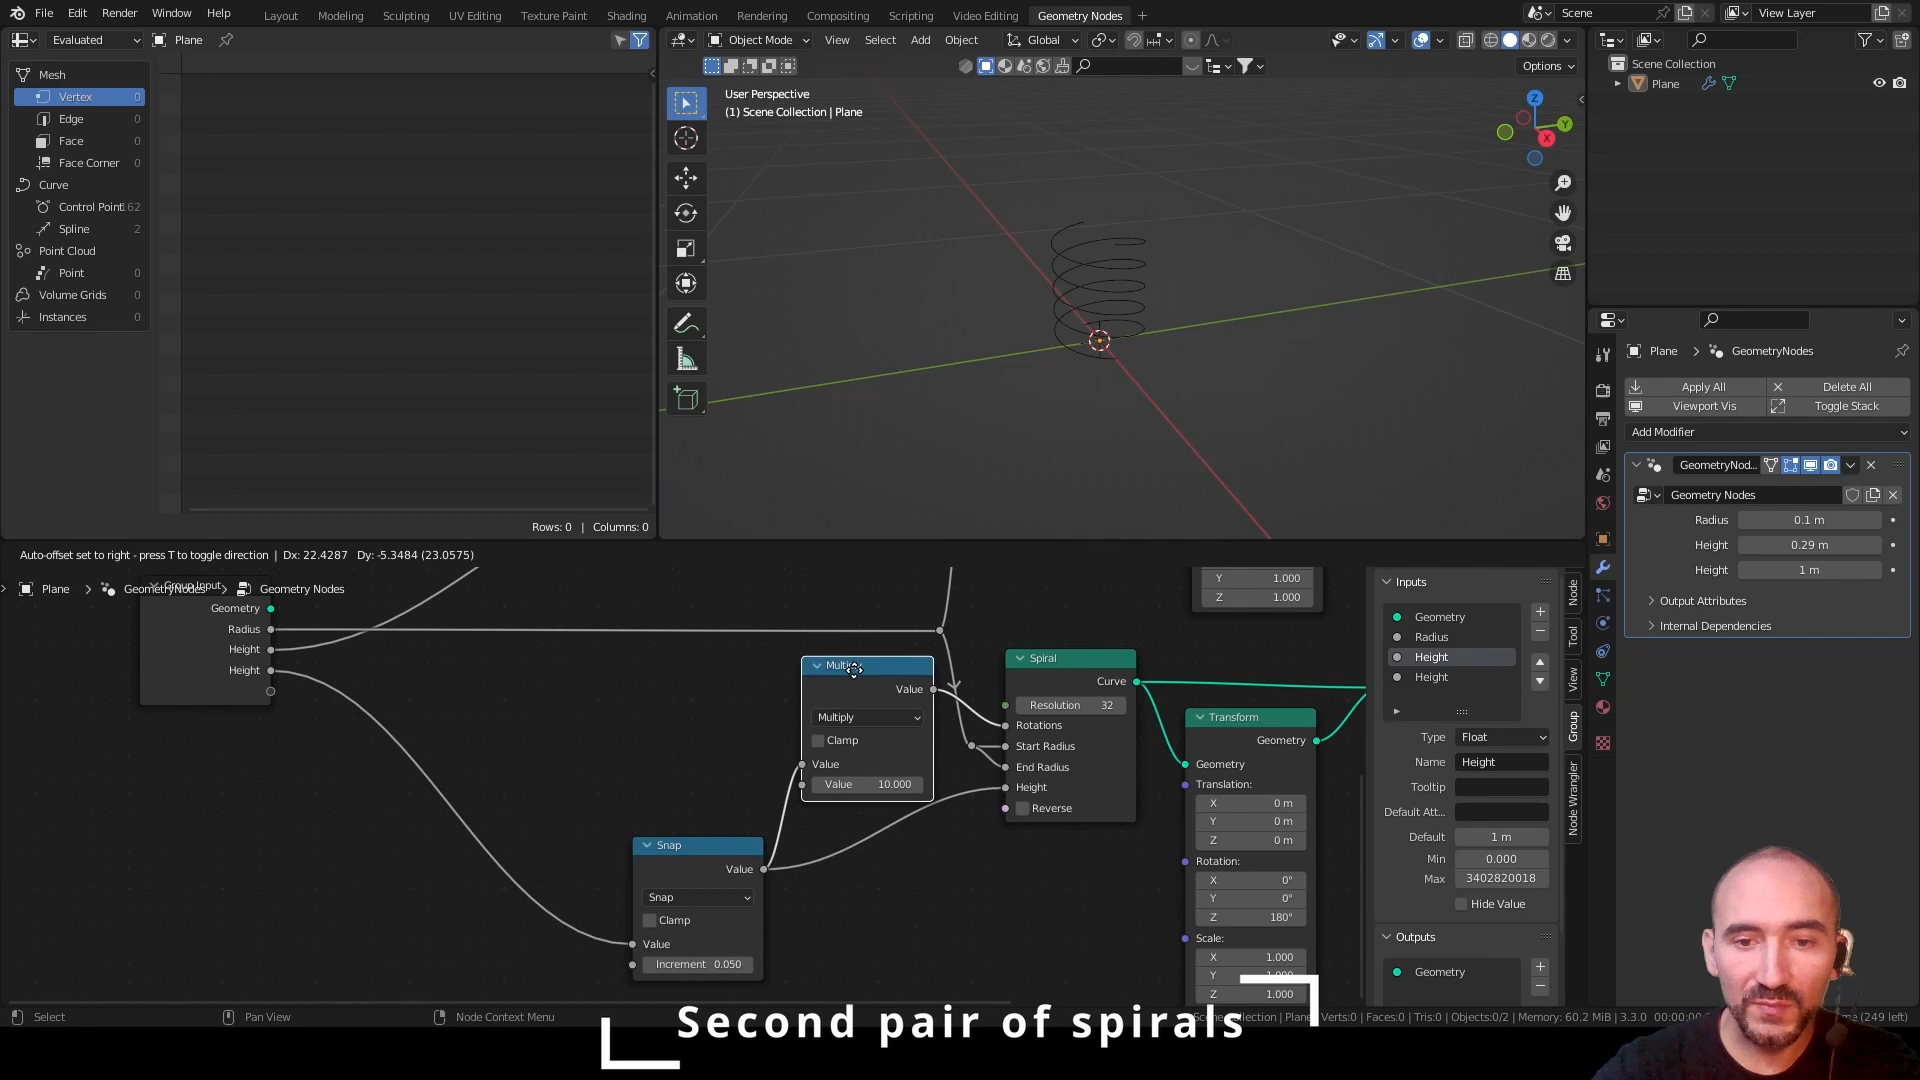 File Edit Render Window Help Layout Modeling Sculpting UV Editing Texture Paint Shading Animation Rendering Compositing Scripting Video Editing Geometry Nodes Scene View Layer
Evaluated Plane
Object Mode View Select Add Object Global
Options
Mesh
Vertex 0
Edge 0
Face 0
Face Corner 0
Curve
Spline 2
Point Cloud
Point 0
Volume Grids 0
Instances 0
Rows: 0 | Columns: 0
User Perspective
(1) Scene Collection | Plane
Z
Y
X
Scene Collection
Plane
Plane GeometryNodes
Apply All Delete All
Viewport Vis Toggle Stack
Add Modifier
GeometryNod...
Geometry Nodes
Radius 0.1 m
Height 0.29 m
Height 1 m
Output Attributes
Internal Dependencies
Auto-offset set to right - press T to toggle direction | Dx: 22.4287 Dy: -5.3484 (23.0575)
Plane GeometryNodes Geometry Nodes
Group Input
Geometry
Radius
Height
Height
Multiply
Clamp
Value
Value
Value 10.000
Snap
Value
Snap
Clamp
Value
Increment 0.050
Y 1.000
Z 1.000
Spiral
Curve
Resolution 32
Rotations
Start Radius
End Radius
Height
Reverse
Transform
Geometry
Geometry
Translation:
X 0 m
Y 0 m
Z 0 m
Rotation:
X 0°
Y 0°
Z 180°
Scale:
X 1.000
Y 1.000
Z 1.000
Inputs
Geometry
Radius
Height
Height
Type Float
Name Height
Tooltip
Default Att...
Default 1 m
Min 0.000
Max 3402820018
Hide Value
Outputs
Geometry
Node
Tool
View
Group
Node Wrangler
Select Pan View Node Context Menu
Scene Collection | Plane Verts:0 | Faces:0 | Tris:0 | Objects:0/2 | Memory: 60.2 MiB | 3.3.0
(249 left)
Second pair of spirals